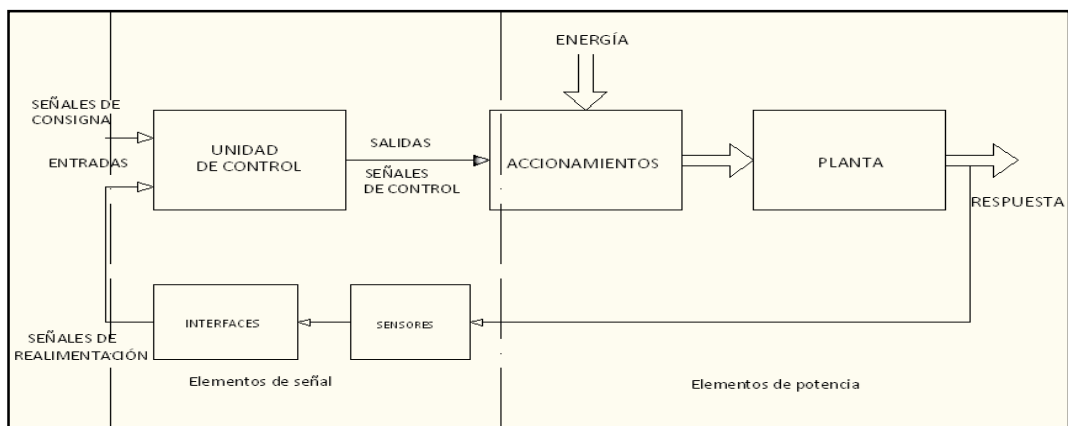 ENERGÍA
SEÑALES DE
CONSIGNA
ENTRADAS
UNIDAD
DE CONTROL
SALIDAS
SEÑALES
DE CONTROL
ACCIONAMIENTOS
PLANTA
RESPUESTA
INTERFACES
SENSORES
SEÑALES DE
REALIMENTACIÓN
Elementos de señal
Elementos de potencia